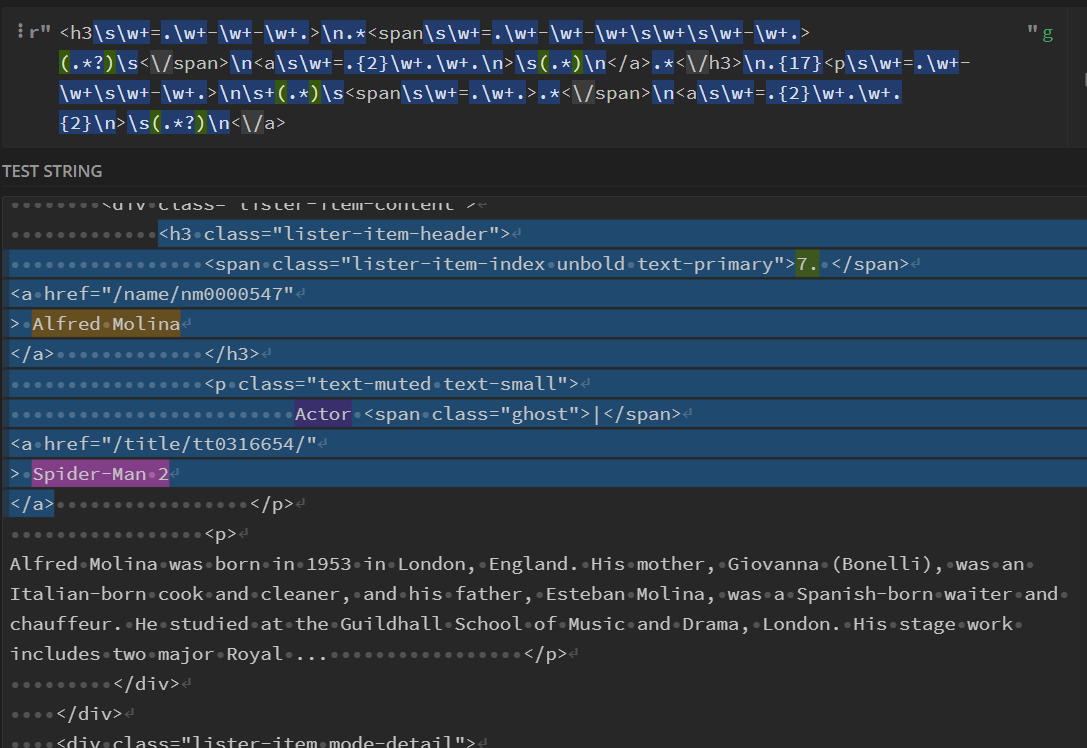 r" <h3\s\w+=.\w+-\w+-\w+.>\n.*<span\s\w+=.\w+-\w+-\w+\s\w+\s\w+-\w+.> " g
(.*?)\s<\/span>\n<a\s\w+=.{2}\w+.\w+.\n>\s(.*)\n</a>.*<\/h3>\n.{17}<p\s\w+=.\w+-
\w+\s\w+-\w+.>\n\s+(.*)\s<span\s\w+=.\w+.>.*<\/span>\n<a\s\w+=.{2}\w+.\w+.
{2}\n>\s(.*?)\n<\/a>
TEST STRING
<div class="lister-item-content">
<h3 class="lister-item-header">
<span class="lister-item-index unbold text-primary">7. </span>
<a href="/name/nm0000547"
> Alfred Molina
</a>             </h3>
<p class="text-muted text-small">
Actor <span class="ghost">|</span>
<a href="/title/tt0316654/"
> Spider-Man 2
</a>                 </p>
<p>
Alfred Molina was born in 1953 in London, England. His mother, Giovanna (Bonelli), was an
Italian-born cook and cleaner, and his father, Esteban Molina, was a Spanish-born waiter and
chauffeur. He studied at the Guildhall School of Music and Drama, London. His stage work
includes two major Royal ...                 </p>
</div>
</div>
<div class="lister-item mode-detail">